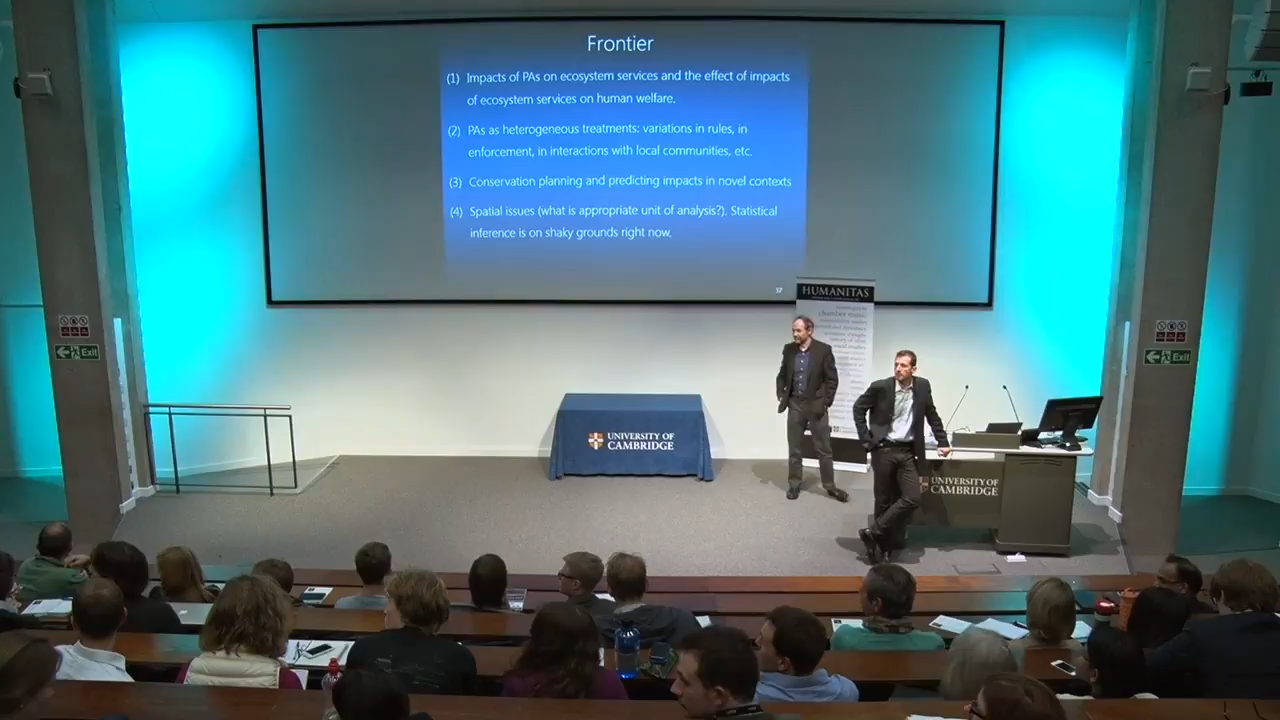 Frontier
(1) Impacts of PAs on ecosystem services and the effect of impacts
of ecosystem services on human welfare.
(2) PAs as heterogeneous treatments: variations in rules, in
enforcement, in interactions with local communities, etc.
(3) Conservation planning and predicting impacts in novel contexts
(4) Spatial issues (what is appropriate unit of analysis?). Statistical
inference is on shaky grounds right now.
37
HUMANITAS
chamber music
Exit
Exit
UNIVERSITY OF
CAMBRIDGE
UNIVERSITY OF
CAMBRIDGE